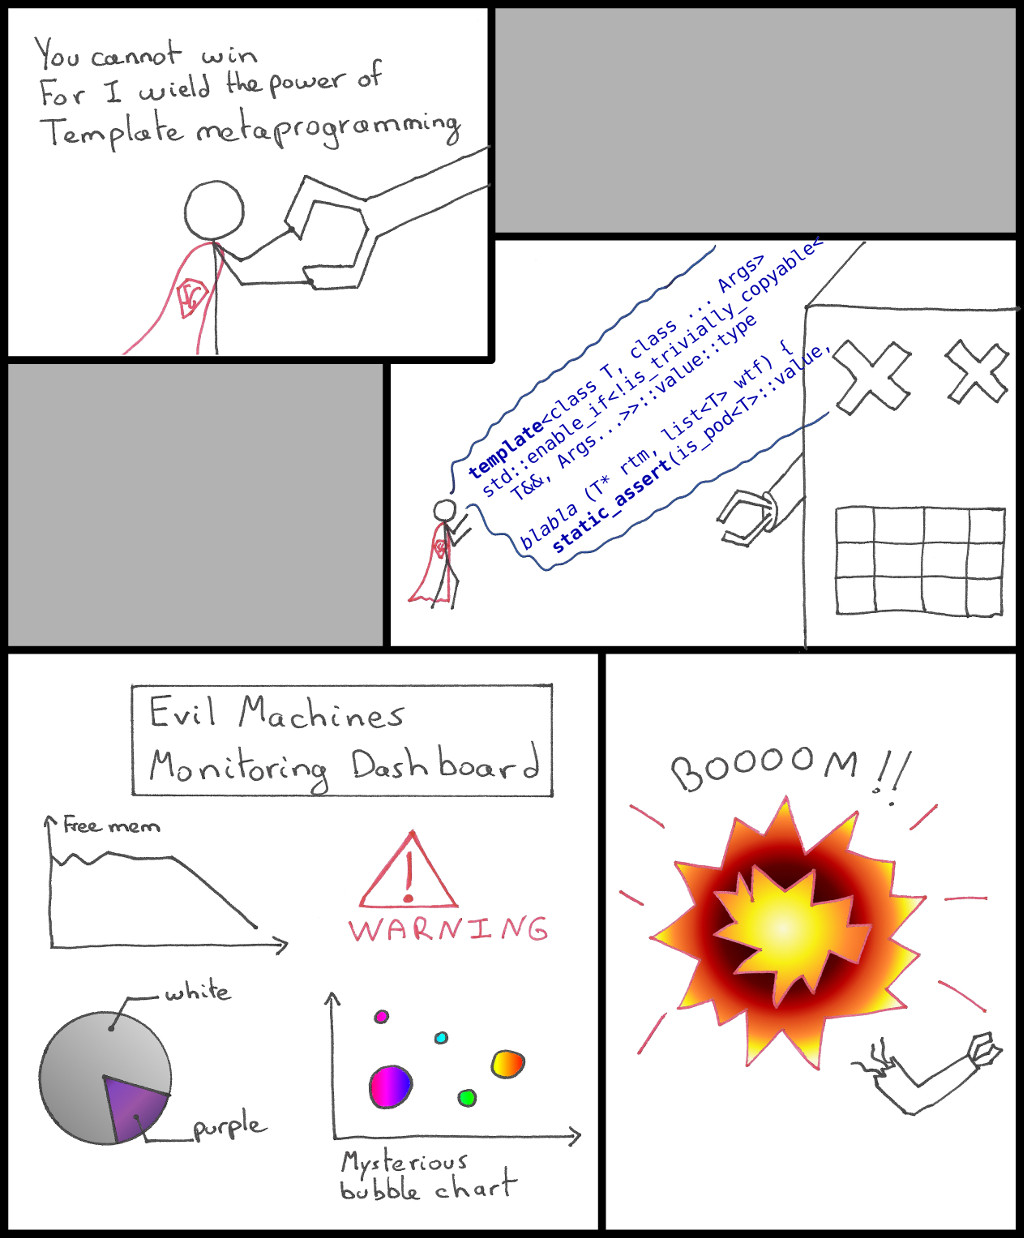 You cannot win
For I wield the power of
Template metaprogramming
template<class T, class ... Args>
std::enable_if<!is_trivially_copyable<
T&&, Args...>>::value::type
blabla (T* rtm, list<T> wtf) {
static_assert(is_pod<T>::value,
Evil Machines
Monitoring Dashboard
Free mem
!
WARNING
white
purple
Mysterious
bubble chart
BOOOOM!!